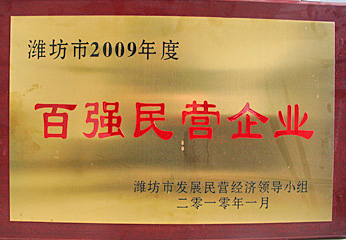 潍坊市2009年度
百强民营企业
潍坊市发展民营经济领导小组
二零一零年一月